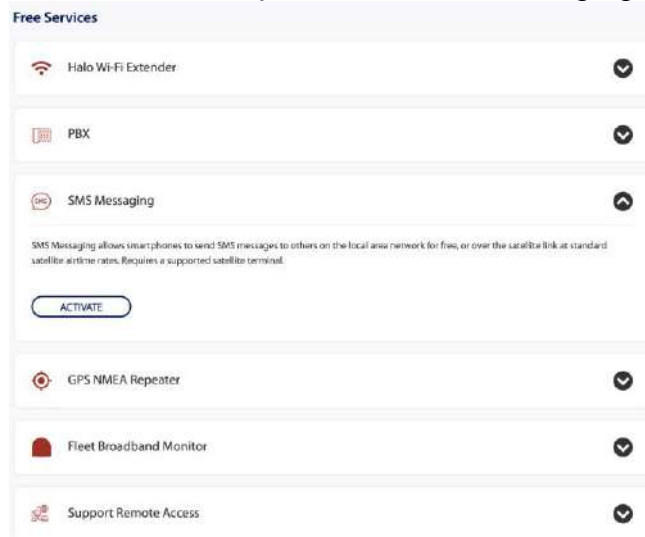 Free Services
Halo Wi-Fi Extender
PBX
SMS Messaging
SMS Messaging allows smartphones to send SMS messages to others on the local area network for free, or over the satellite link at standard
satellite airtime rates. Requires a supported satellite terminal.
ACTIVATE
GPS NMEA Repeater
Fleet Broadband Monitor
Support Remote Access